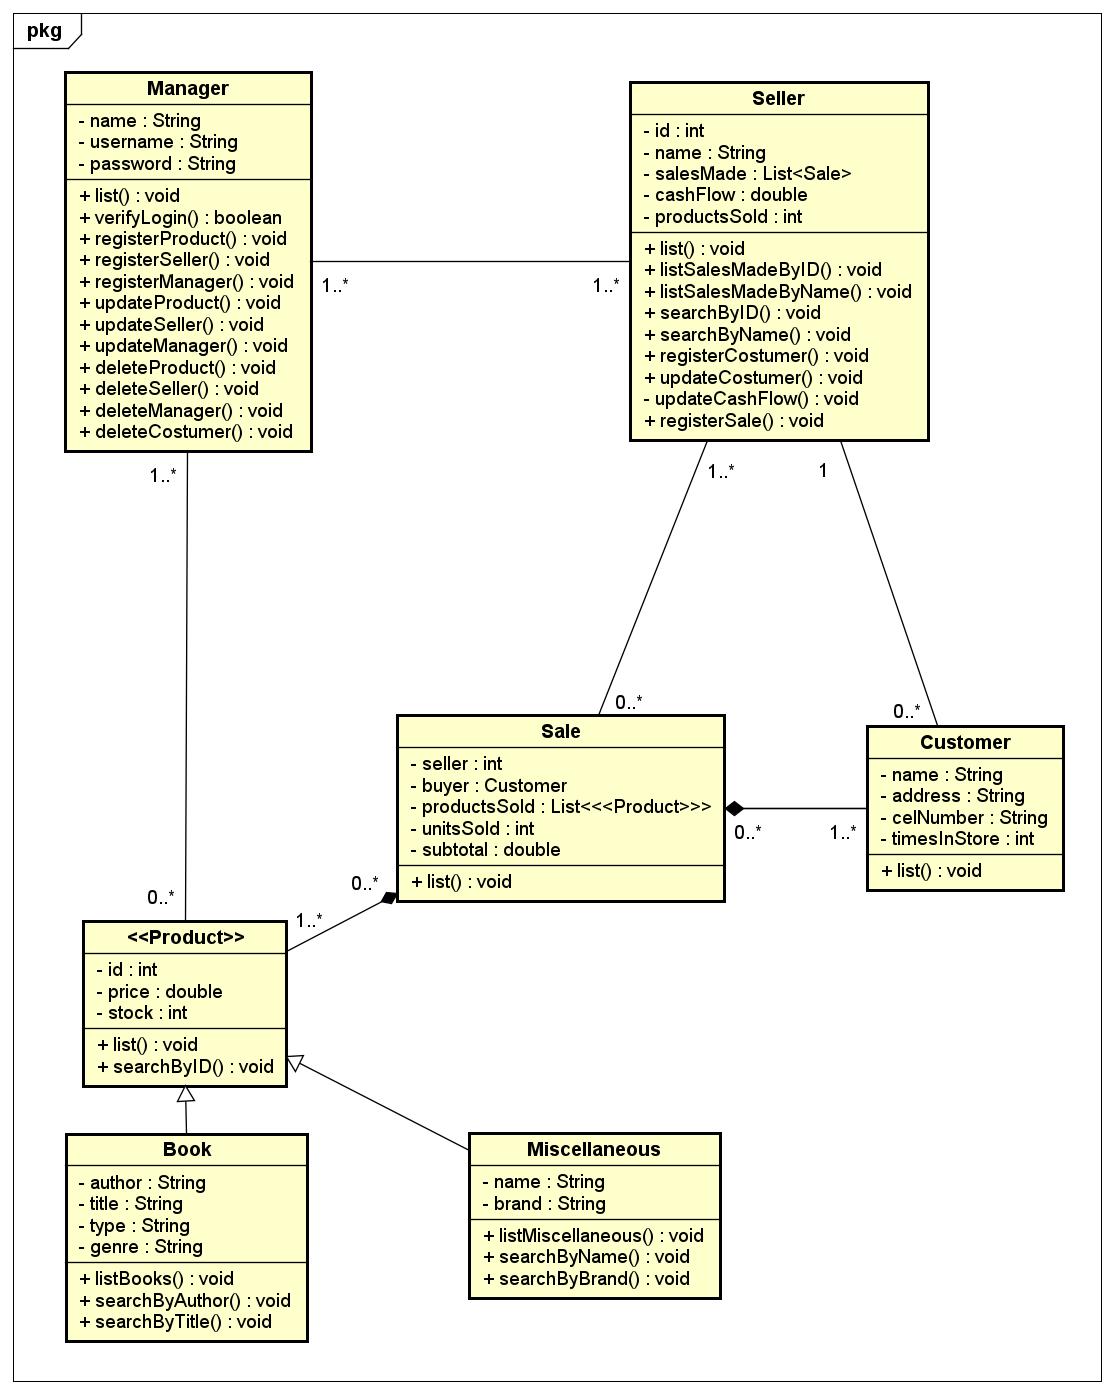 pkg
Manager
- name : String
- username : String
- password : String
+ list() : void
+ verifyLogin() : boolean
+ registerProduct() : void
+ registerSeller() : void
+ registerManager() : void
+ updateProduct() : void
+ updateSeller() : void
+ updateManager() : void
+ deleteProduct() : void
+ deleteSeller() : void
+ deleteManager() : void
+ deleteCostumer() : void
Seller
- id : int
- name : String
- salesMade : List<Sale>
- cashFlow : double
- productsSold : int
+ list() : void
+ listSalesMadeByID() : void
+ listSalesMadeByName() : void
+ searchByID() : void
+ searchByName() : void
+ registerCostumer() : void
+ updateCostumer() : void
- updateCashFlow() : void
+ registerSale() : void
1..*
1..*
1..*
1..*
1
0..*
0..*
Sale
- seller : int
- buyer : Customer
- productsSold : List<<<Product>>>
- unitsSold : int
- subtotal : double
+ list() : void
Customer
- name : String
- address : String
- celNumber : String
- timesInStore : int
+ list() : void
0..*
1..*
0..*
0..*
1..*
<<Product>>
- id : int
- price : double
- stock : int
+ list() : void
+ searchByID() : void
Book
- author : String
- title : String
- type : String
- genre : String
+ listBooks() : void
+ searchByAuthor() : void
+ searchByTitle() : void
Miscellaneous
- name : String
- brand : String
+ listMiscellaneous() : void
+ searchByName() : void
+ searchByBrand() : void